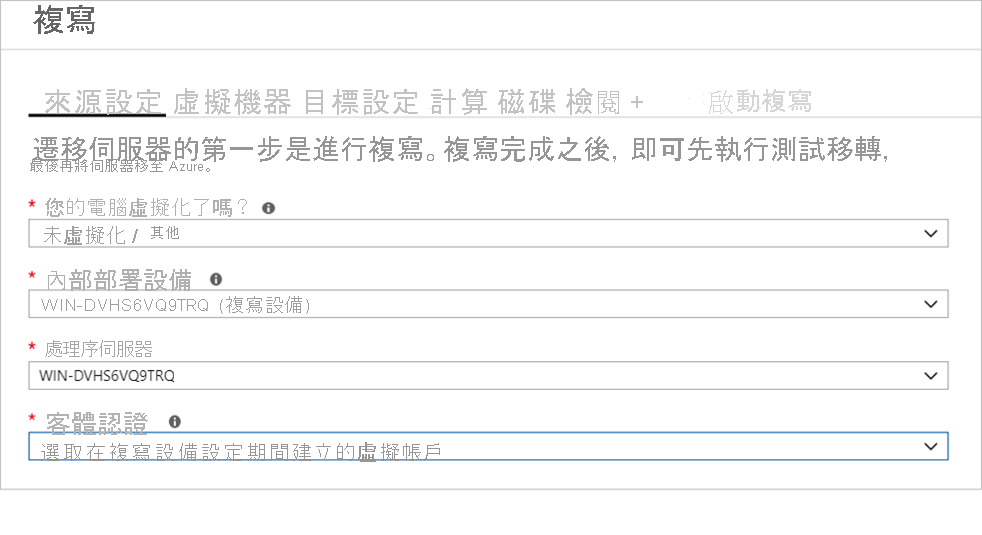 複寫
來源設定 虛擬機器 目標設定 計算 磁碟 檢閱 + 啟動複寫
遷移伺服器的第一步是進行複寫。複寫完成之後, 即可先執行測試移轉,
最後再將伺服器移至 Azure。
* 您的電腦虛擬化了嗎?
未虛擬化 / 其他
* 內部部署設備
WIN-DVHS6VQ9TRQ (複寫設備)
* 處理序伺服器
WIN-DVHS6VQ9TRQ
* 客體認證
選取在複寫設備設定期間建立的虛擬帳戶